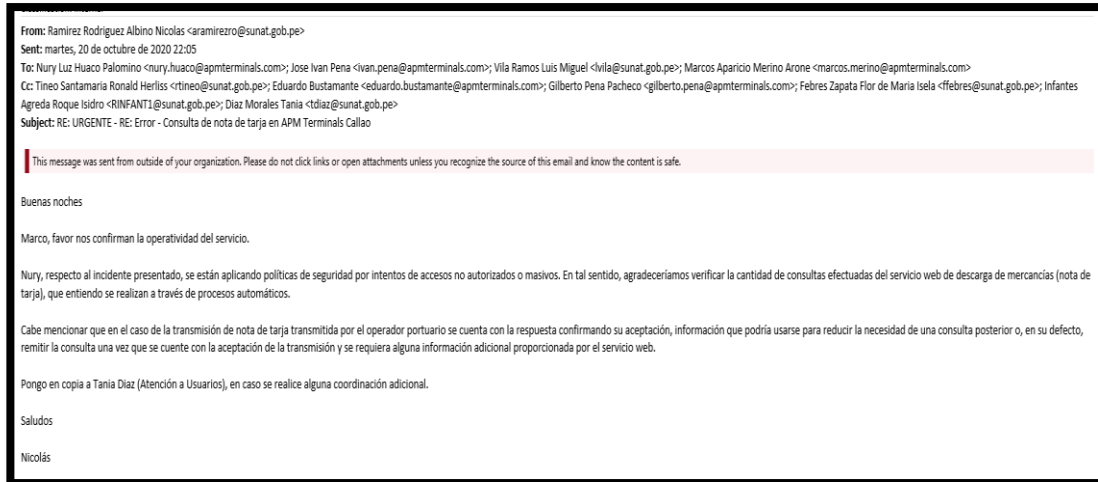 From: Ramirez Rodriguez Albino Nicolas <aramirezro@sunat.gob.pe>
Sent: martes, 20 de octubre de 2020 22:05
To: Nury Luz Huaco Palomino <nury.huaco@apmterminals.com>; Jose Ivan Pena <ivan.pena@apmterminals.com>; Vila Ramos Luis Miguel <lvila@sunat.gob.pe>; Marcos Aparicio Merino Arone <marcos.merino@apmterminals.com>
Cc: Tineo Santamaria Ronald Herliss <rtineo@sunat.gob.pe>; Eduardo Bustamante <eduardo.bustamante@apmterminals.com>; Gilberto Pena Pacheco <gilberto.pena@apmterminals.com>; Febres Zapata Flor de Maria Isela <ffebres@sunat.gob.pe>; Infantes
Agreda Roque Isidro <RINFANT1@sunat.gob.pe>; Diaz Morales Tania <tdiaz@sunat.gob.pe>
Subject: RE: URGENTE - RE: Error - Consulta de nota de tarja en APM Terminals Callao
This message was sent from outside of your organization. Please do not click links or open attachments unless you recognize the source of this email and know the content is safe.
Buenas noches
Marco, favor nos confirman la operatividad del servicio.
Nury, respecto al incidente presentado, se están aplicando políticas de seguridad por intentos de accesos no autorizados o masivos. En tal sentido, agradeceríamos verificar la cantidad de consultas efectuadas del servicio web de descarga de mercancías (nota de
tarja), que entiendo se realizan a través de procesos automáticos.
Cabe mencionar que en el caso de la transmisión de nota de tarja transmitida por el operador portuario se cuenta con la respuesta confirmando su aceptación, información que podría usarse para reducir la necesidad de una consulta posterior o, en su defecto,
remitir la consulta una vez que se cuente con la aceptación de la transmisión y se requiera alguna información adicional proporcionada por el servicio web.
Pongo en copia a Tania Diaz (Atención a Usuarios), en caso se realice alguna coordinación adicional.
Saludos
Nicolás